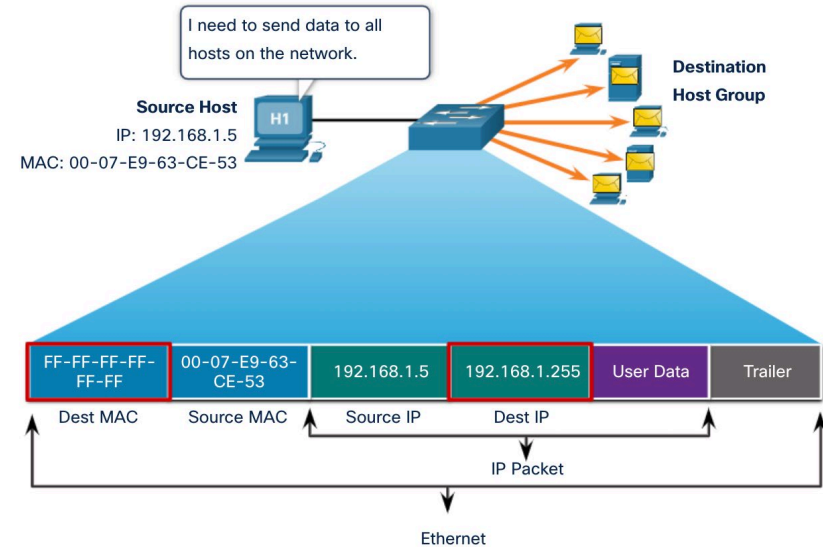 I need to send data to all
hosts on the network.
Source Host
IP: 192.168.1.5
MAC: 00-07-E9-63-CE-53
H1
Destination
Host Group
FF-FF-FF-FF-
FF-FF
00-07-E9-63-
CE-53
192.168.1.5
192.168.1.255
User Data
Trailer
Dest MAC
Source MAC
Source IP
Dest IP
IP Packet
Ethernet